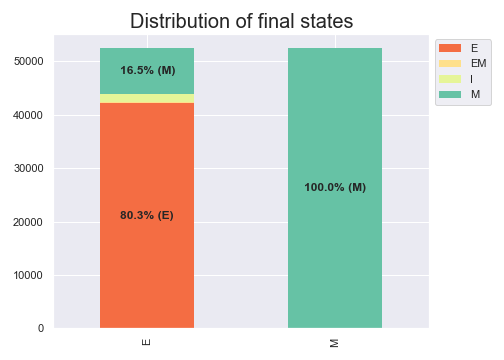 Distribution of final states
50000
40000
30000
20000
10000
0
16.5% (M)
80.3% (E)
100.0% (M)
E
M
E
EM
I
M